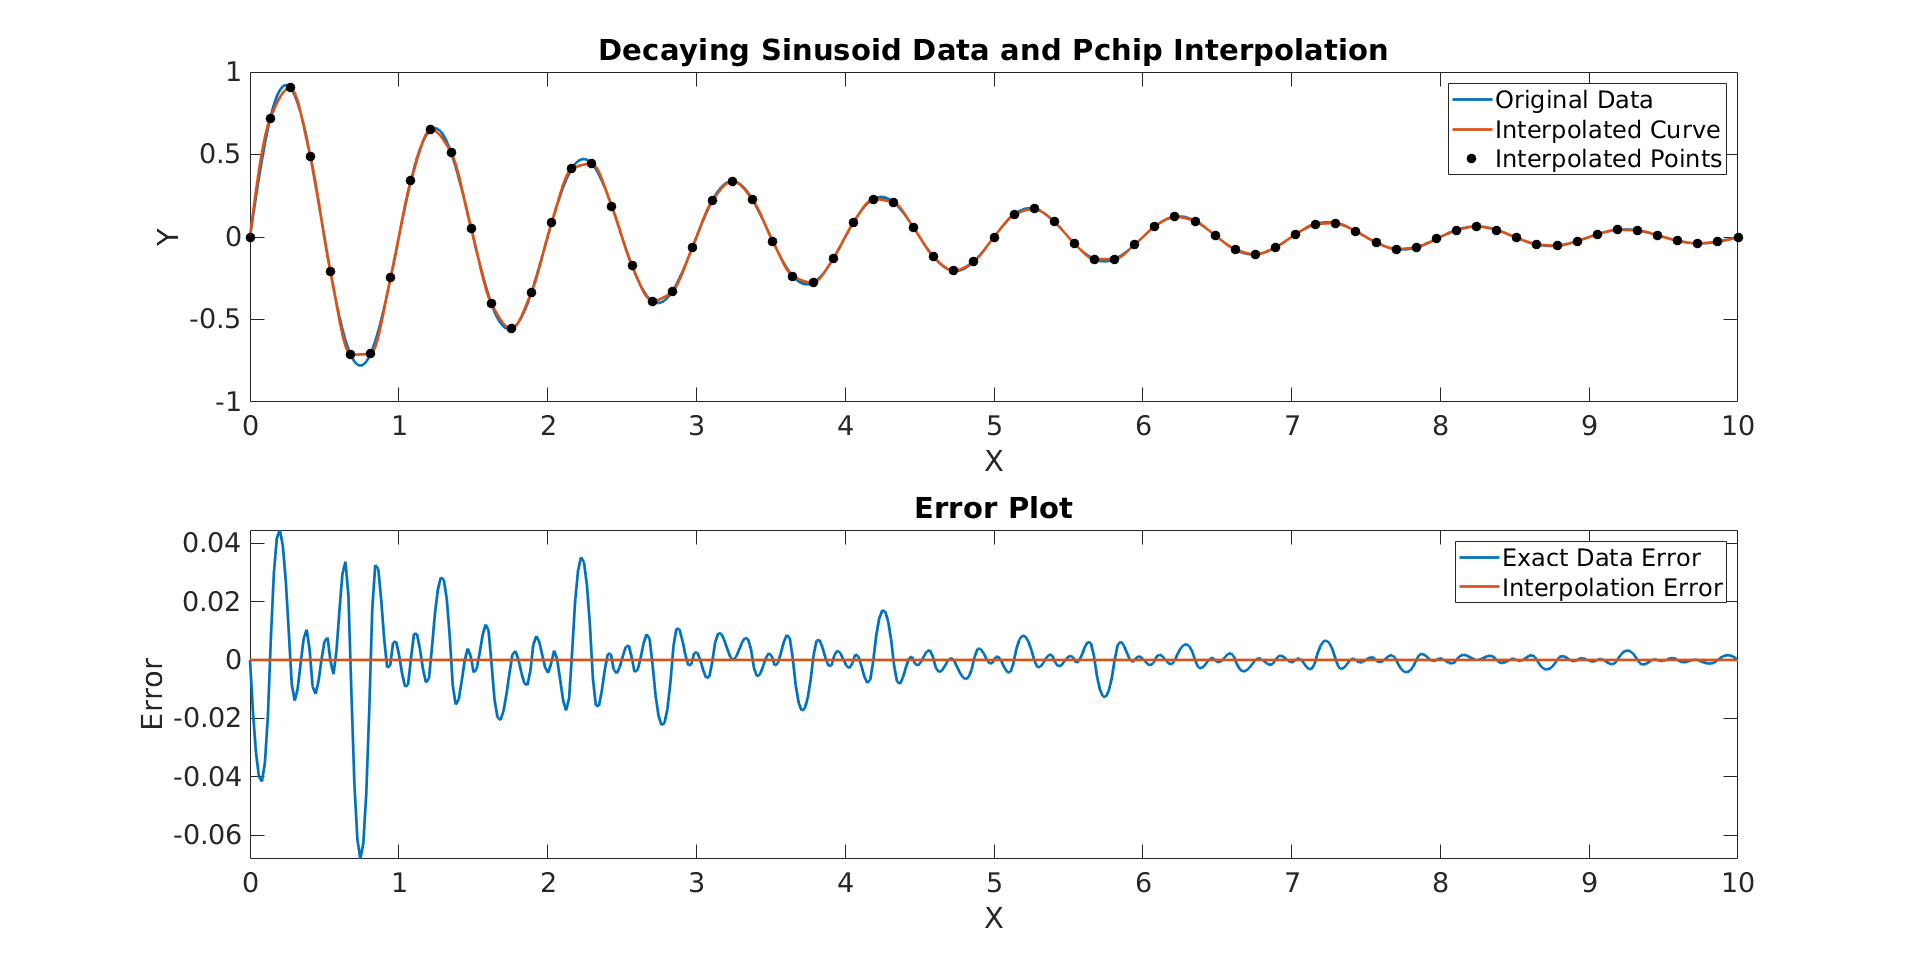 Decaying Sinusoid Data and Pchip Interpolation
1
0.5
0
-0.5
-1
Y
Original Data
Interpolated Curve
Interpolated Points
0 1 2 3 4 5 6 7 8 9 10
X
Error Plot
0.04
0.02
0
-0.02
-0.04
-0.06
Error
Exact Data Error
Interpolation Error
0 1 2 3 4 5 6 7 8 9 10
X